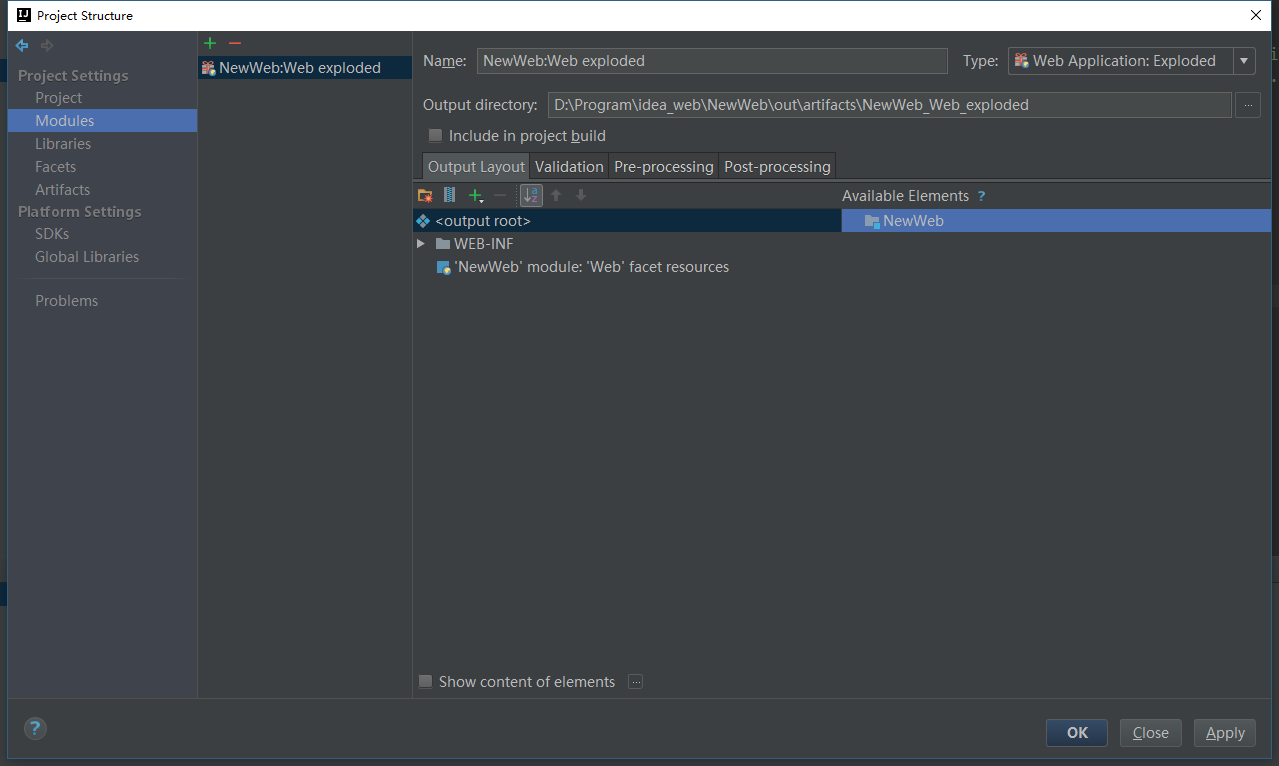 Project Structure
Project Settings
Project
Modules
Libraries
Facets
Artifacts
Platform Settings
SDKs
Global Libraries
Problems
NewWeb:Web exploded
Name: NewWeb:Web exploded Type: Web Application: Exploded
Output directory: D:\Program\idea_web\NewWeb\out\artifacts\NewWeb_Web_exploded ...
Include in project build
Output Layout Validation Pre-processing Post-processing
Available Elements ?
<output root>
WEB-INF
'NewWeb' module: 'Web' facet resources
NewWeb
Show content of elements ...
? OK Close Apply